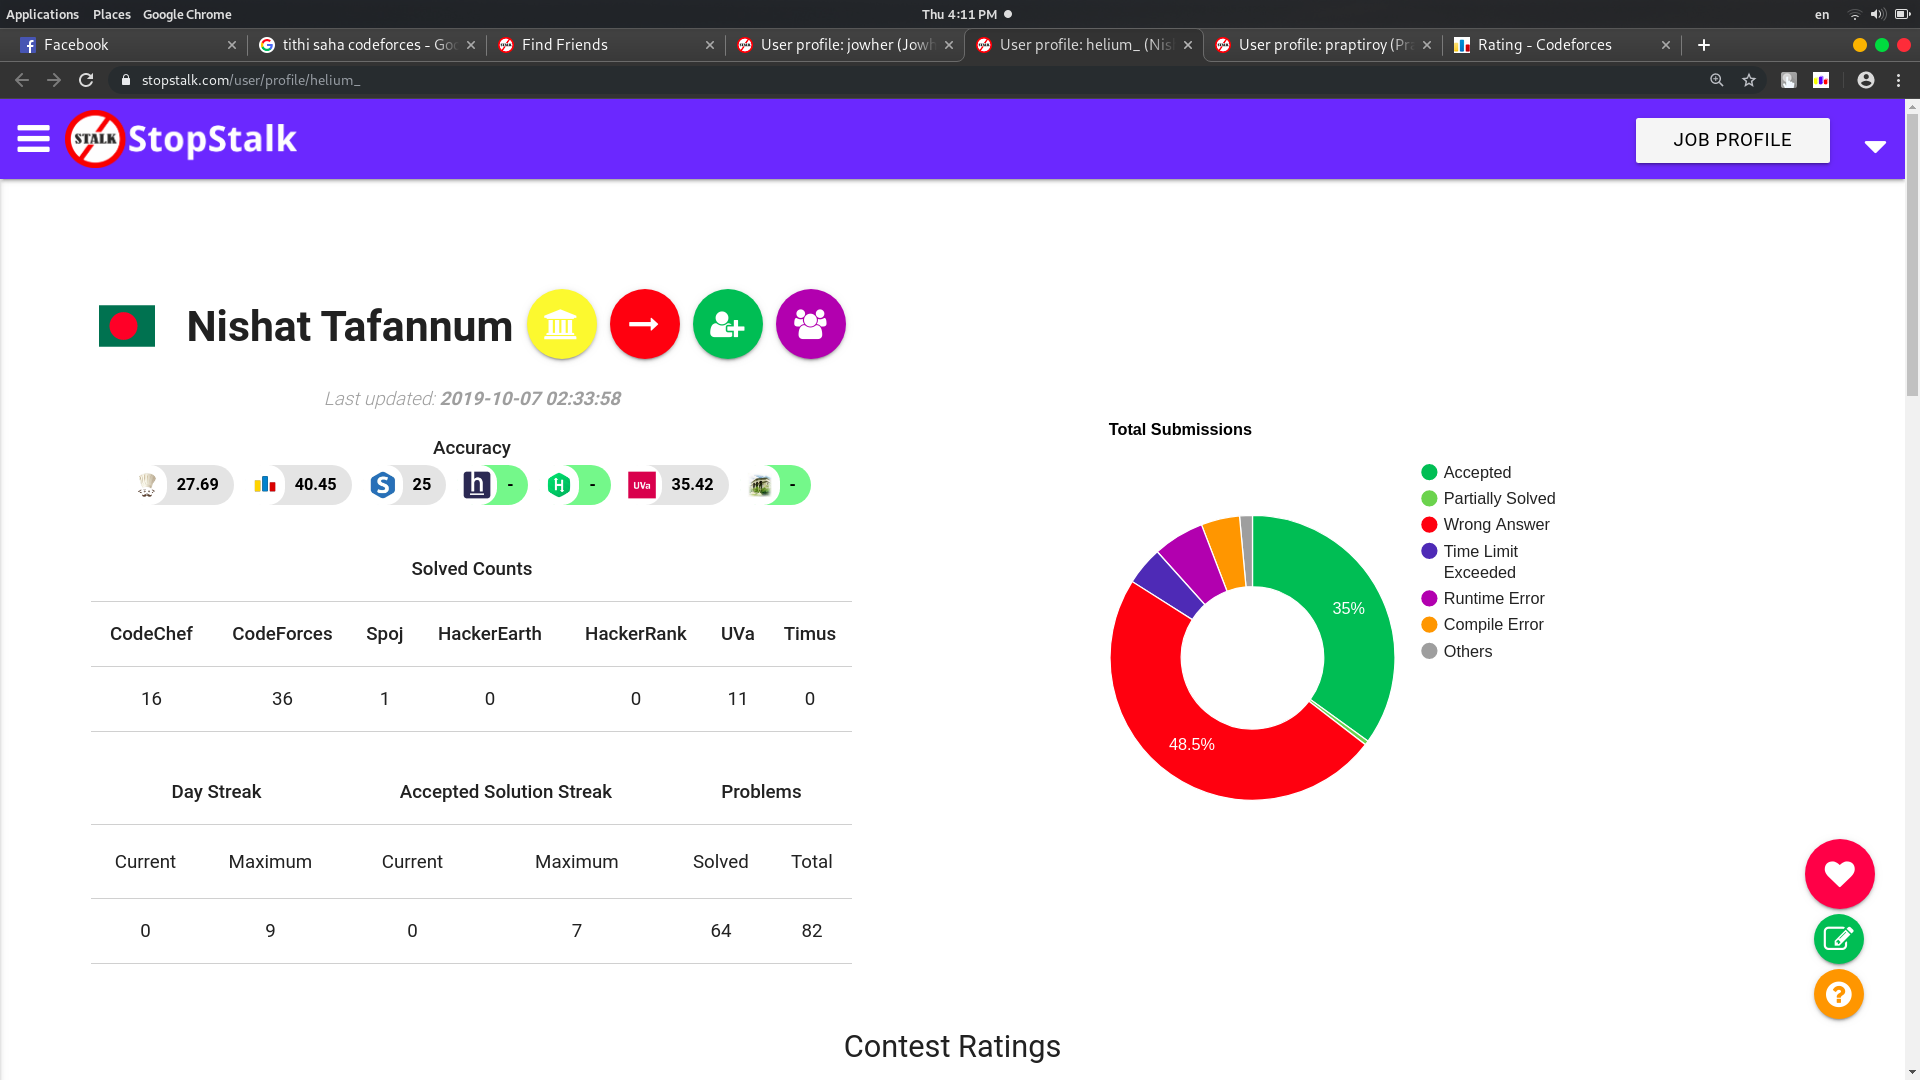 Applications Places Google Chrome Thu 4:11 PM en
Facebook tithi saha codeforces - Goo Find Friends User profile: jowher (Jowh User profile: helium_ (Nis User profile: praptiroy (Pra Rating - Codeforces
stopstalk.com/user/profile/helium_
STALK StopStalk JOB PROFILE
Nishat Tafannum
Last updated: 2019-10-07 02:33:58
Accuracy
27.69 40.45 S 25 h - H - UVa 35.42 -
Solved Counts
CodeChef CodeForces Spoj HackerEarth HackerRank UVa Timus
16 36 1 0 0 11 0
Day Streak Accepted Solution Streak Problems
Current Maximum Current Maximum Solved Total
0 9 0 7 64 82
Total Submissions
35%
48.5%
Accepted
Partially Solved
Wrong Answer
Time Limit
Exceeded
Runtime Error
Compile Error
Others
Contest Ratings